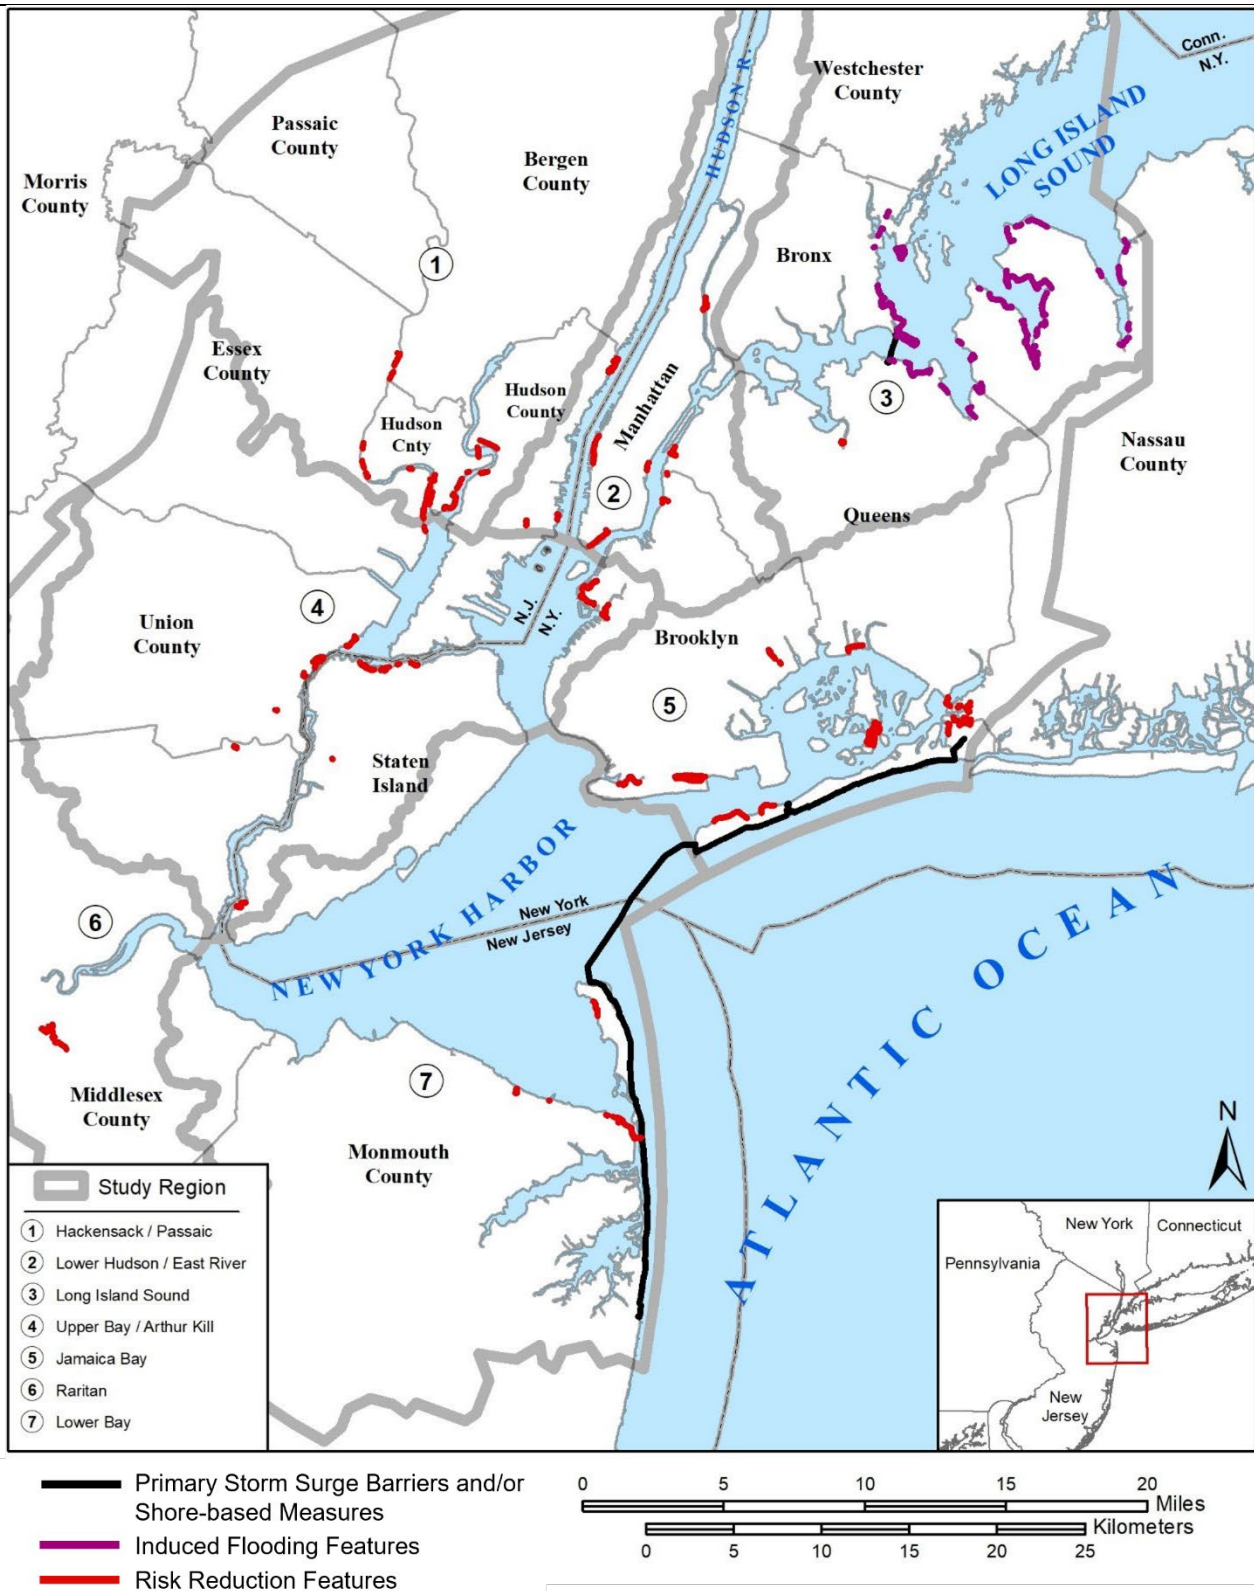 Conn.
N.Y.
Westchester
County
HUDSON R.
LONG ISLAND
SOUND
Passaic
County
Bergen
County
Morris
County
Bronx
1
Essex
County
Hudson
County
Manhattan
3
Hudson
Cnty
Nassau
County
2
Queens
4
N.J.
N.Y.
Union
County
Brooklyn
5
Staten
Island
NEW YORK HARBOR
New York
New Jersey
6
ATLANTIC OCEAN
7
Middlesex
County
Monmouth
County
N
Study Region
1 Hackensack / Passaic
2 Lower Hudson / East River
3 Long Island Sound
4 Upper Bay / Arthur Kill
5 Jamaica Bay
6 Raritan
7 Lower Bay
New York
Connecticut
Pennsylvania
New
Jersey
Primary Storm Surge Barriers and/or
Shore-based Measures
Induced Flooding Features
Risk Reduction Features
0 5 10 15 20
Miles
Kilometers
0 5 10 15 20 25